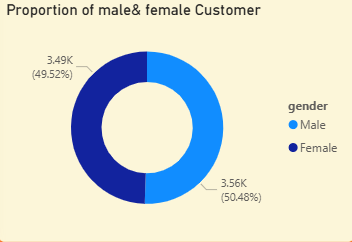 Proportion of male& female Customer
3.49K
(49.52%)
gender
Male
Female
3.56K
(50.48%)